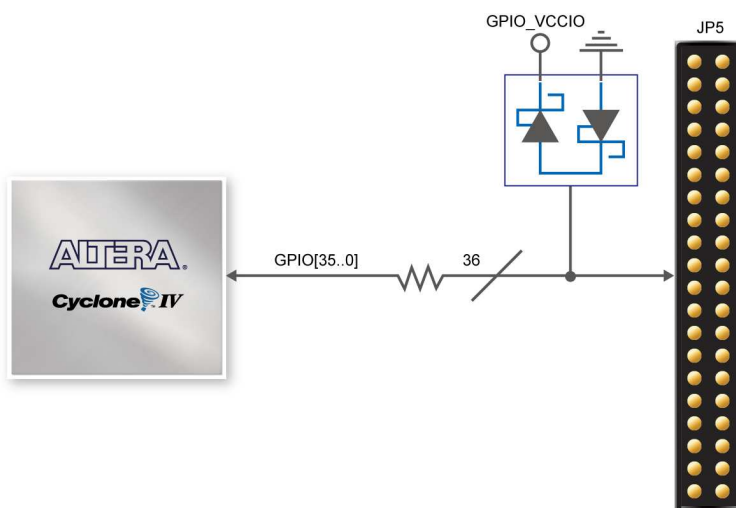 JP5
GPIO_VCCIO
ALTERA®
Cyclone IV
GPIO[35..0]
36